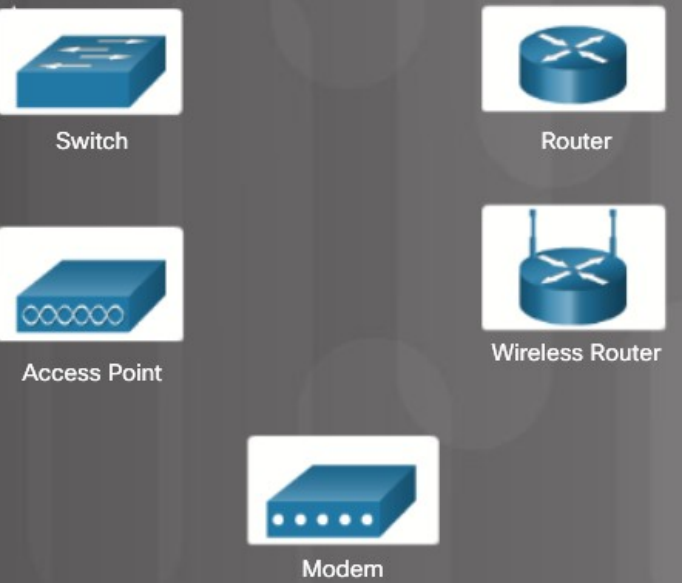 Switch
Router
Access Point
Wireless Router
Modem